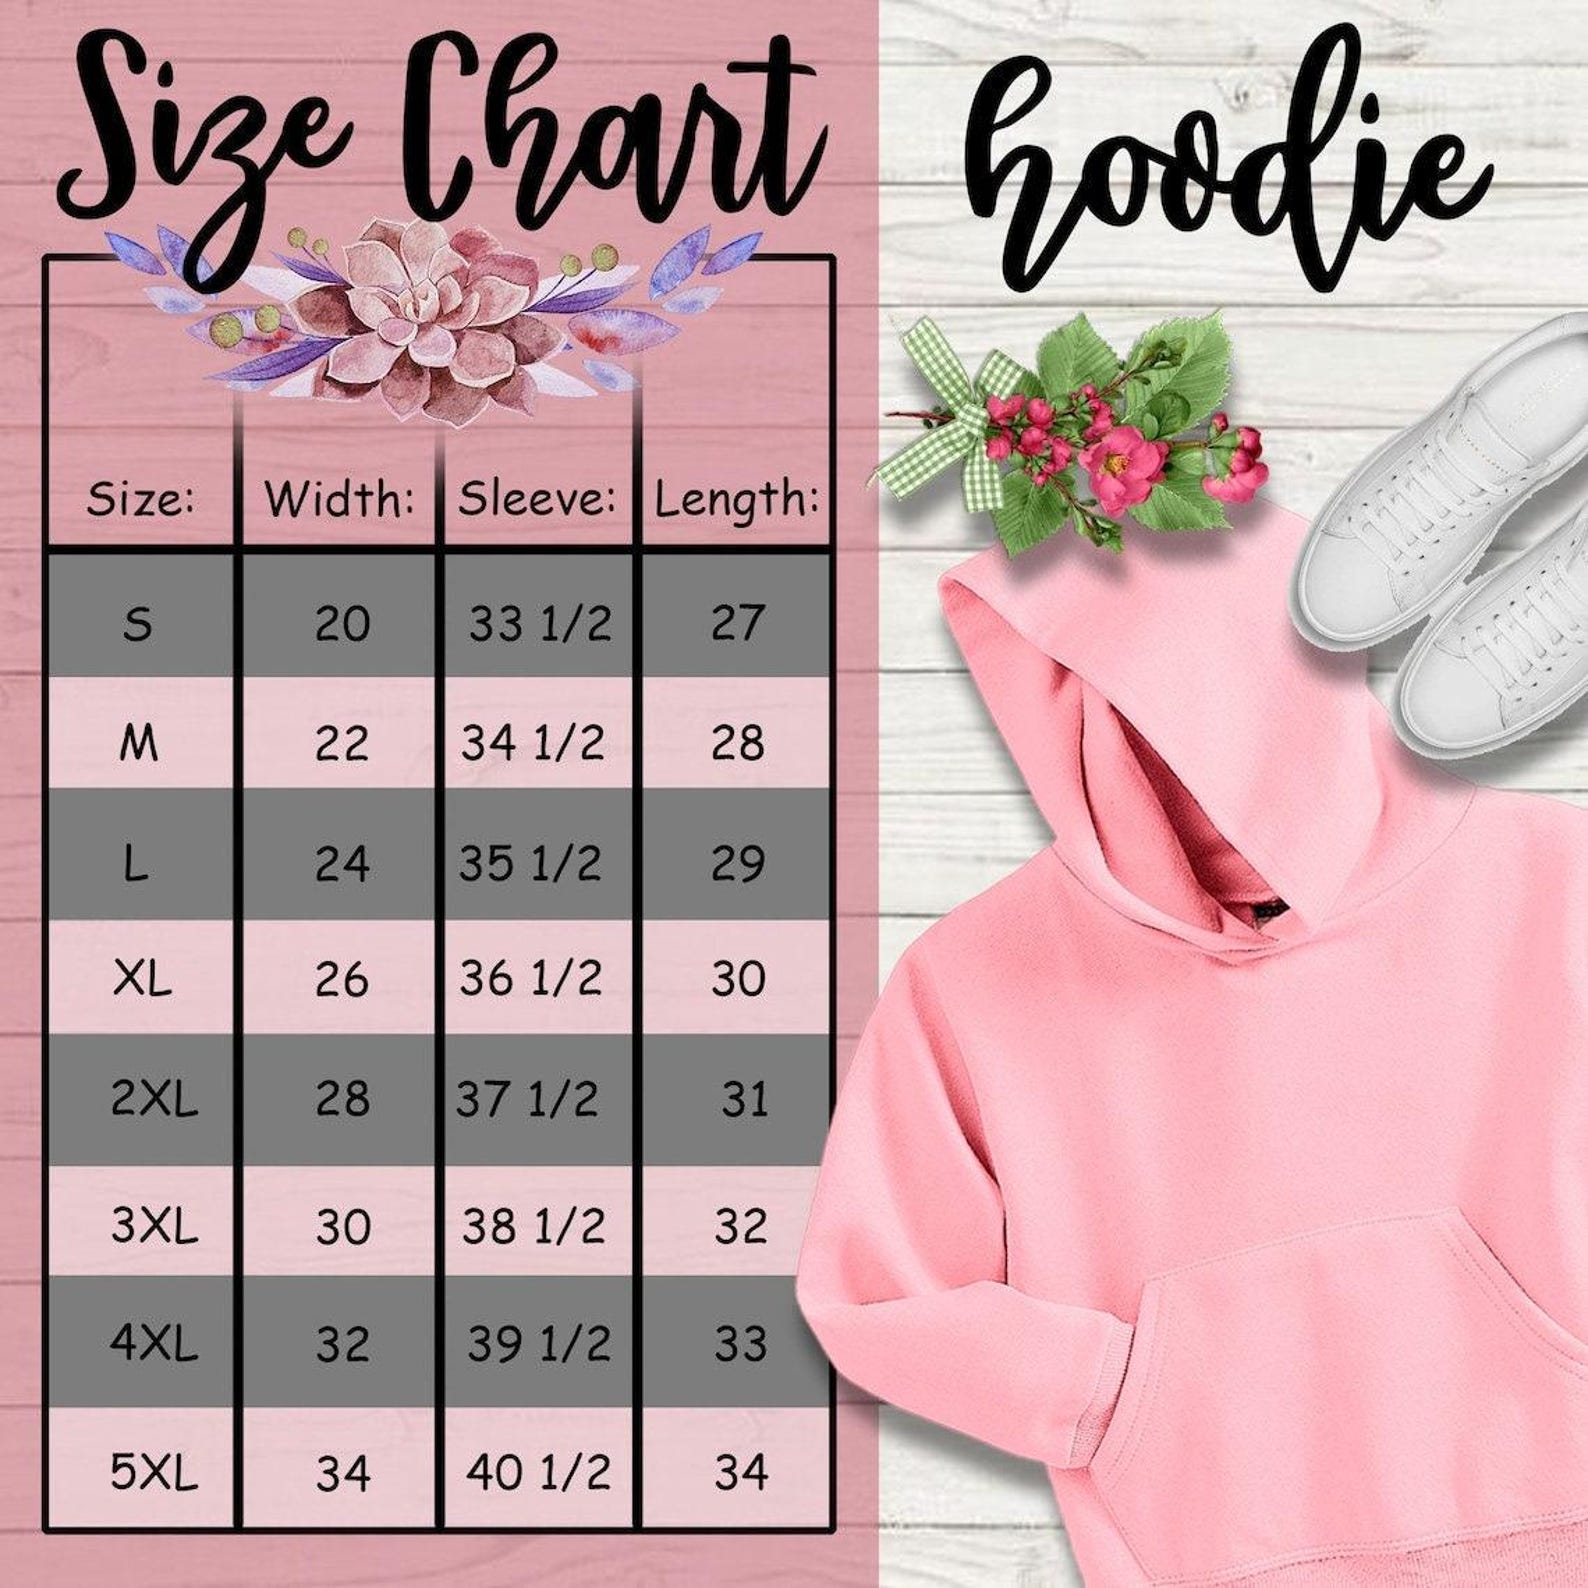 Size Chart
hoodie
Size: Width: Sleeve: Length:
S 20 33 1/2 27
M 22 34 1/2 28
L 24 35 1/2 29
XL 26 36 1/2 30
2XL 28 37 1/2 31
3XL 30 38 1/2 32
4XL 32 39 1/2 33
5XL 34 40 1/2 34